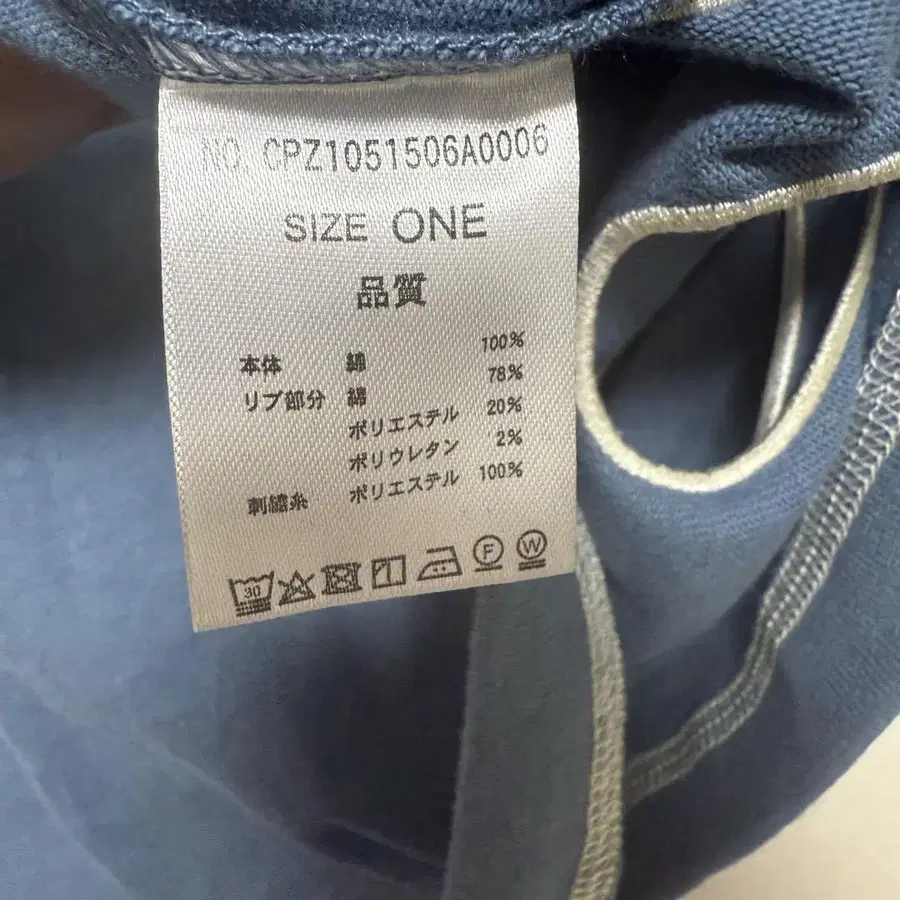 NO. CPZ1051506A0006
SIZE ONE
品質
本体 綿 100%
リブ部分 綿 78%
ポリエステル 20%
ポリウレタン 2%
刺繍糸 ポリエステル 100%
30 F W